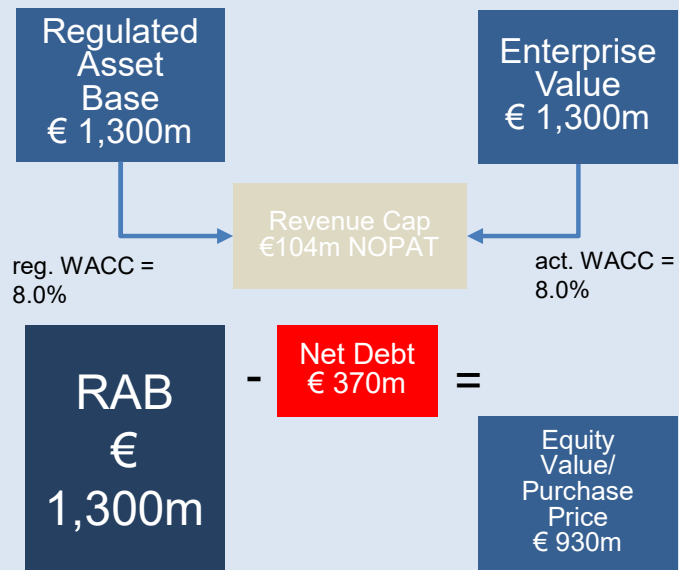 Regulated
Asset
Base
€ 1,300m
Enterprise
Value
€ 1,300m
Revenue Cap
€104m NOPAT
reg. WACC =
8.0%
act. WACC =
8.0%
RAB
€
1,300m
-
Net Debt
€ 370m
=
Equity
Value/
Purchase
Price
€ 930m